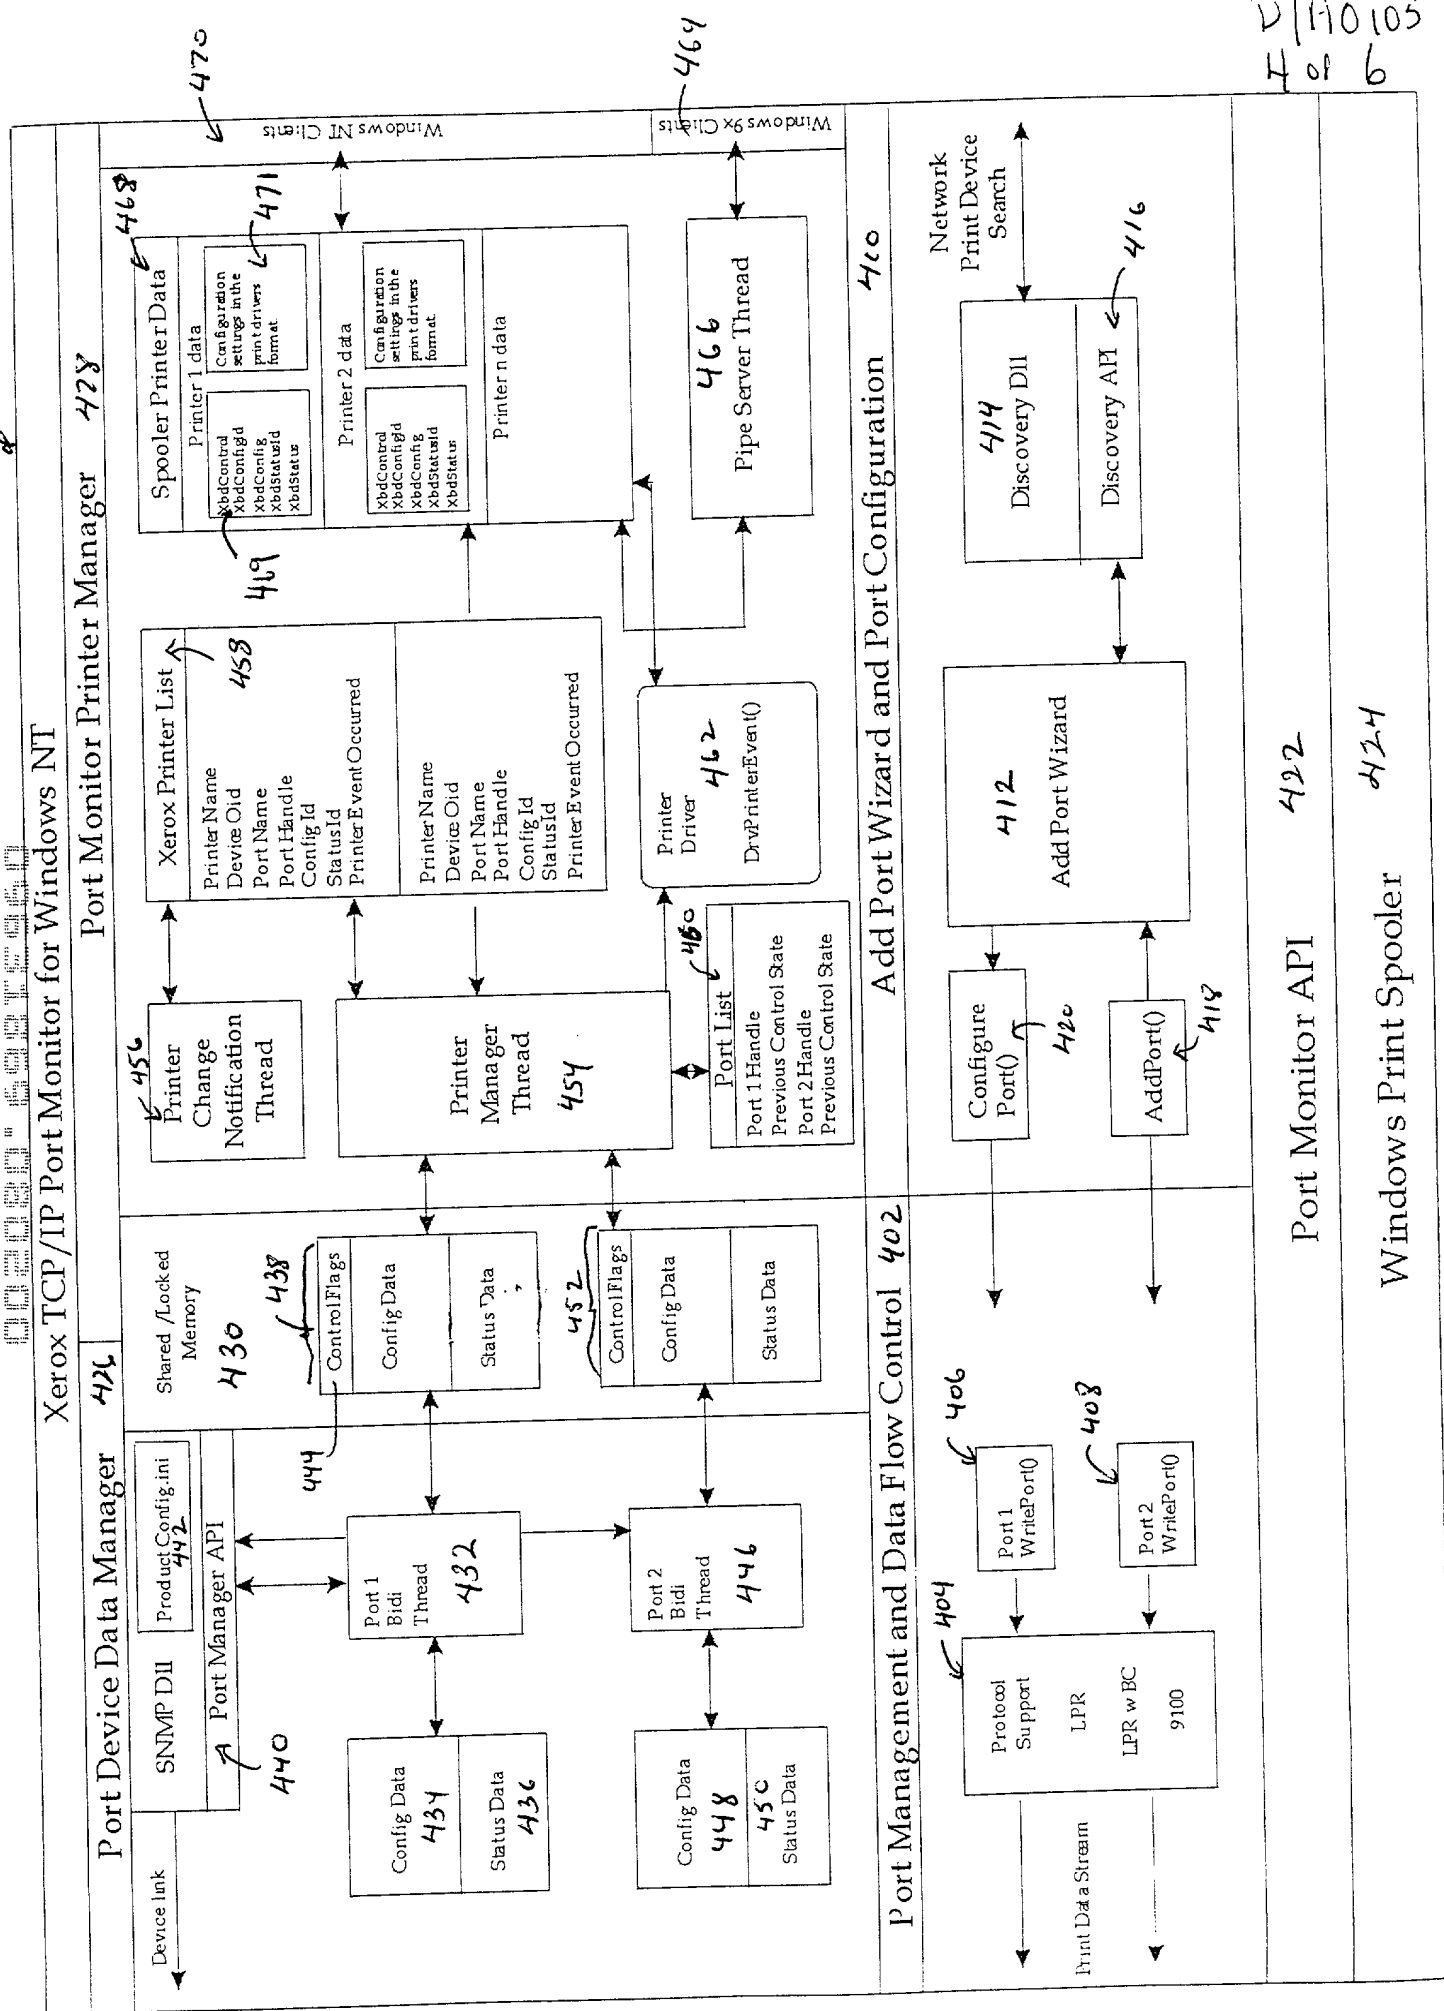 D/A0105
4 of 6
Xerox TCP/IP Port Monitor for Windows NT
Port Device Data Manager 426
Port Monitor Printer Manager 428
Device link
SNMP Dll
Product Config.ini
442
Port Manager API
440
Shared /Locked
Memory
430
Config Data
434
Status Data
436
Port 1
Bidi
Thread
432
444
438
Control Flags
Config Data
Status Data
Config Data
448
450
Status Data
Port 2
Bidi
Thread
446
452
Control Flags
Config Data
Status Data
456
Printer
Change
Notification
Thread
Printer
Manager
Thread
454
460
Port List
Port 1 Handle
Previous Control State
Port 2 Handle
Previous Control State
Xerox Printer List
458
Printer Name
Device Oid
Port Name
Port Handle
Config Id
Status Id
Printer Event Occurred
Printer Name
Device Oid
Port Name
Port Handle
Config Id
Status Id
Printer Event Occurred
Printer
Driver
462
DrvPrinterEvent()
Spooler Printer Data
468
Printer 1 data
XbdControl
XbdConfigId
XbdConfig
XbdStatusId
XbdStatus
469
Configuration
settings in the
print drivers
format.
471
Printer 2 data
XbdControl
XbdConfigId
XbdConfig
XbdStatusId
XbdStatus
Configuration
settings in the
print drivers
format.
Printer n data
466
Pipe Server Thread
Windows NT Clients
470
Windows 9x Clients
464
Port Management and Data Flow Control 402
Print Data Stream
404
Protocol
Support
LPR
LPR w BC
9100
406
Port 1
WritePort()
408
Port 2
WritePort()
Add Port Wizard and Port Configuration 410
Configure
Port()
420
AddPort()
418
412
Add Port Wizard
414
Discovery Dll
Discovery API
416
Network
Print Device
Search
Port Monitor API 422
Windows Print Spooler 424